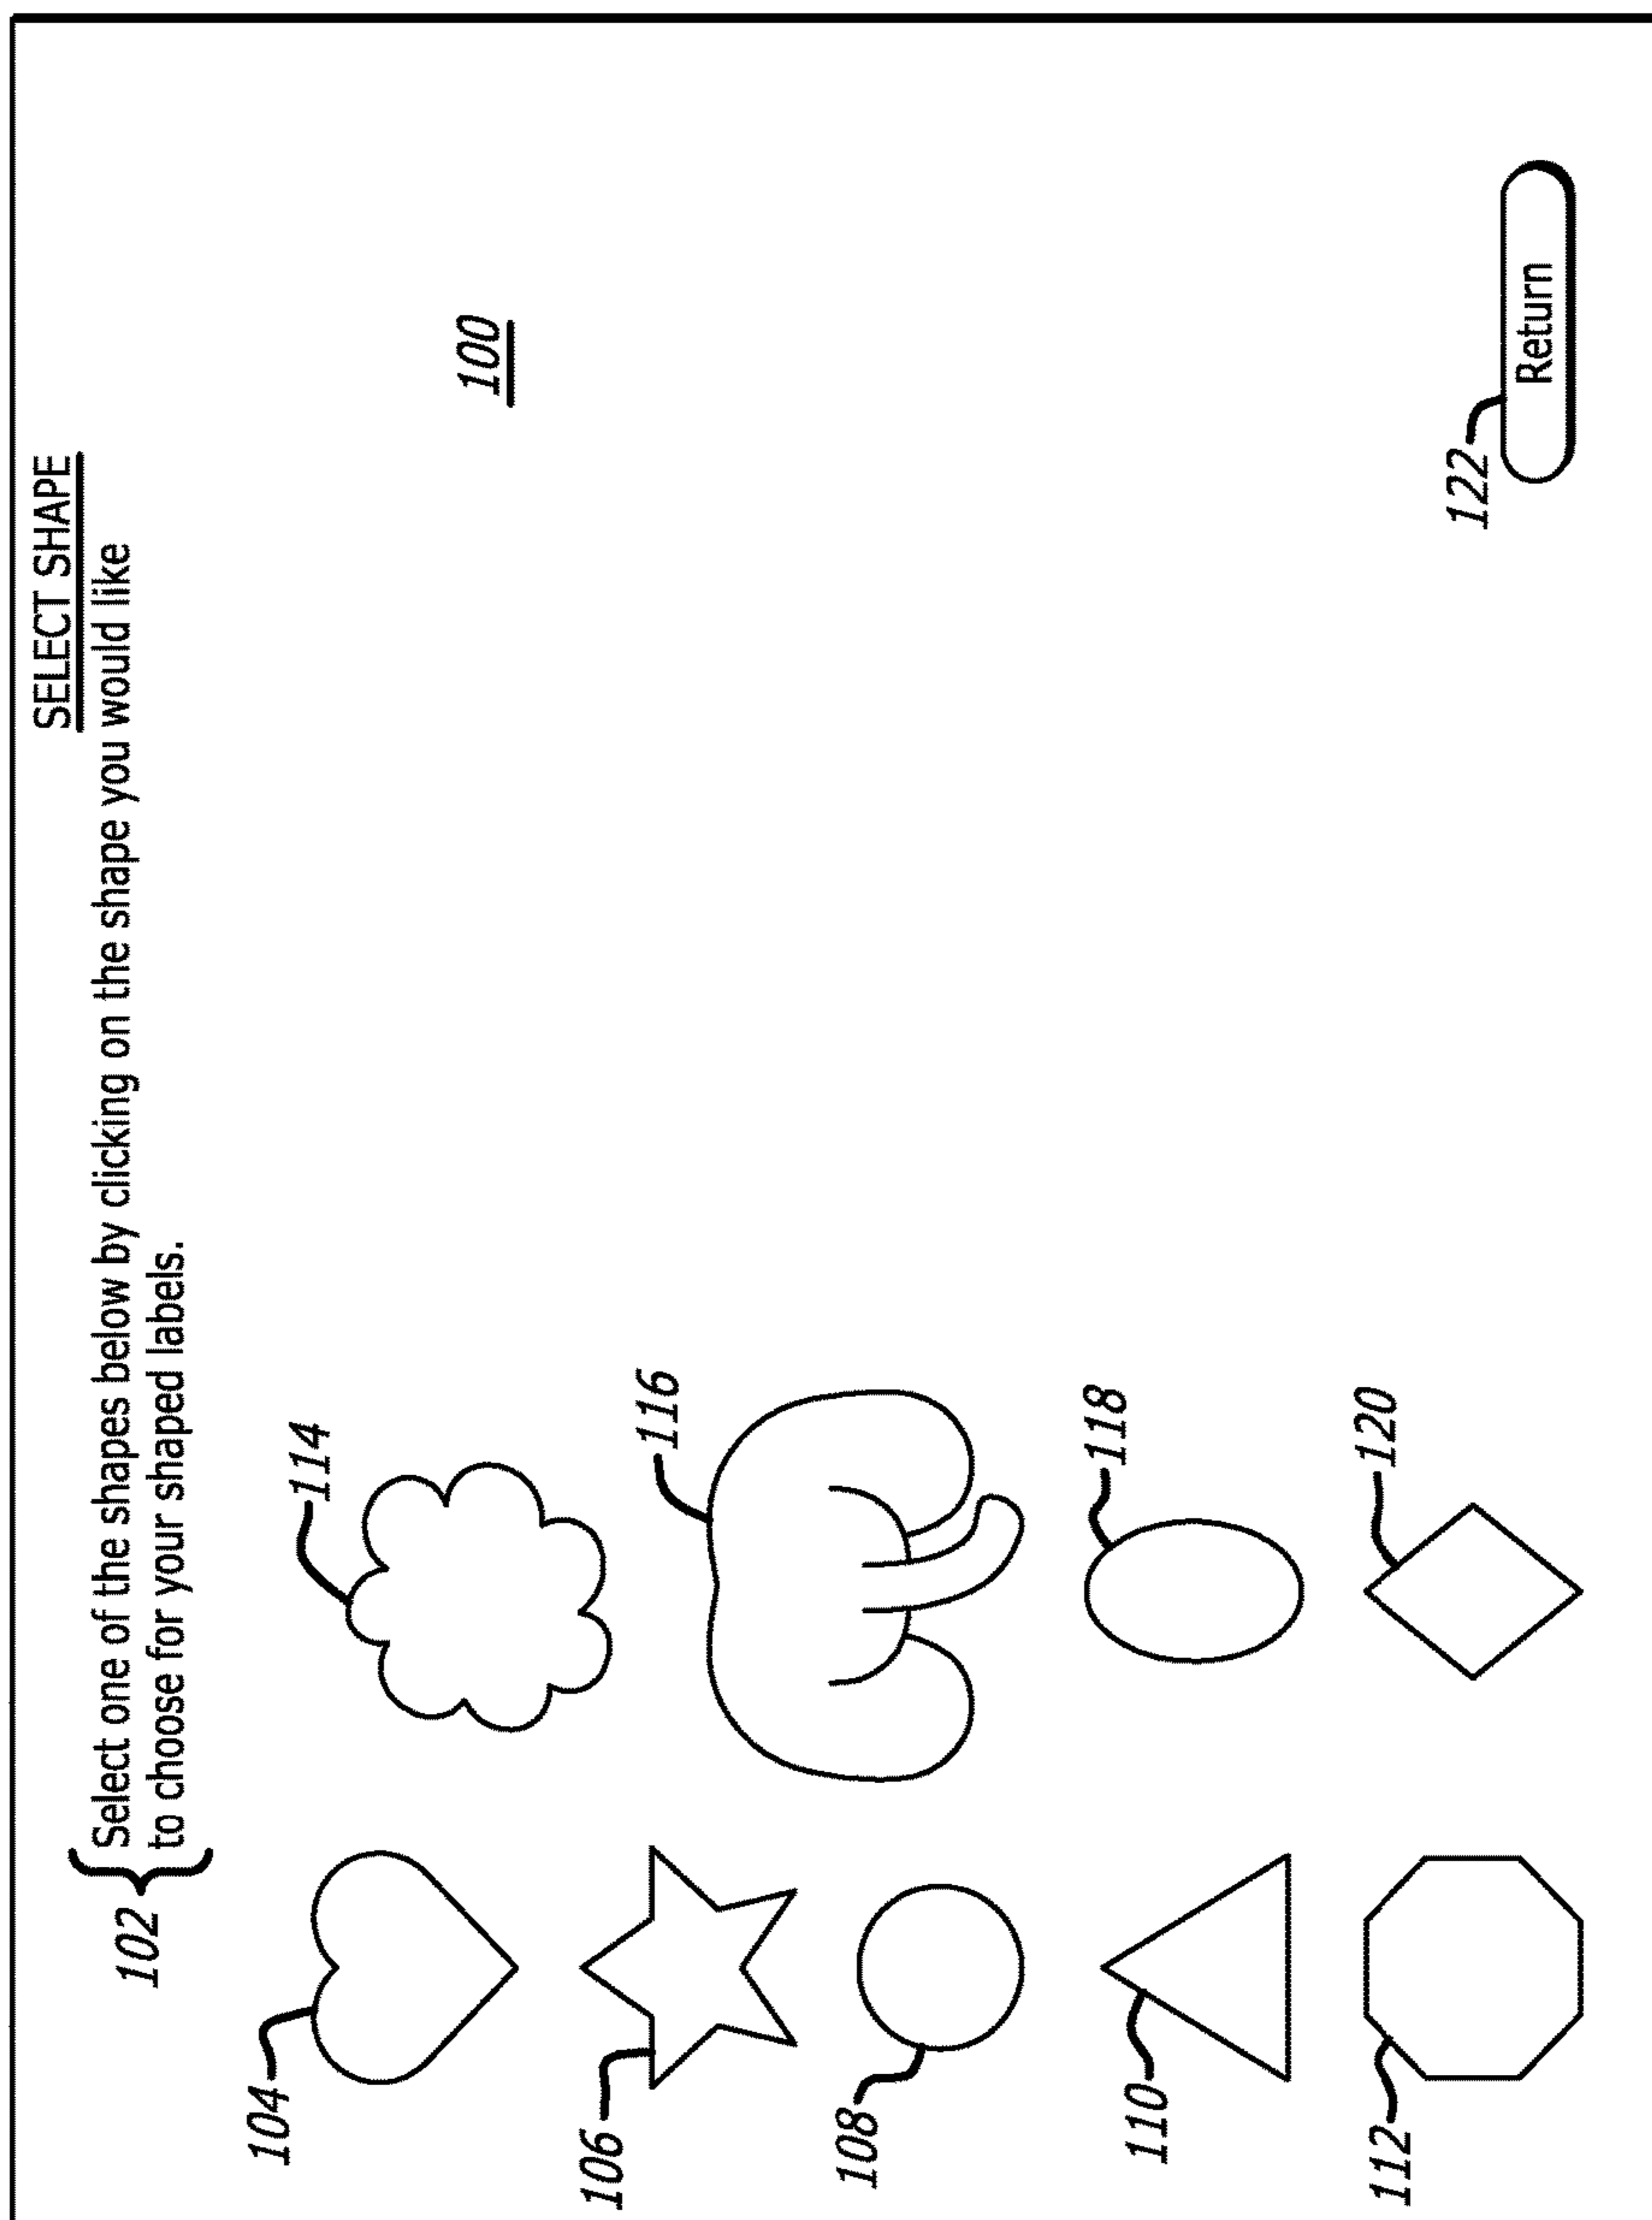 SELECT SHAPE
102 Select one of the shapes below by clicking on the shape you would like
to choose for your shaped labels.
104
114
100
106
116
108
110
118
112
120
122
Return